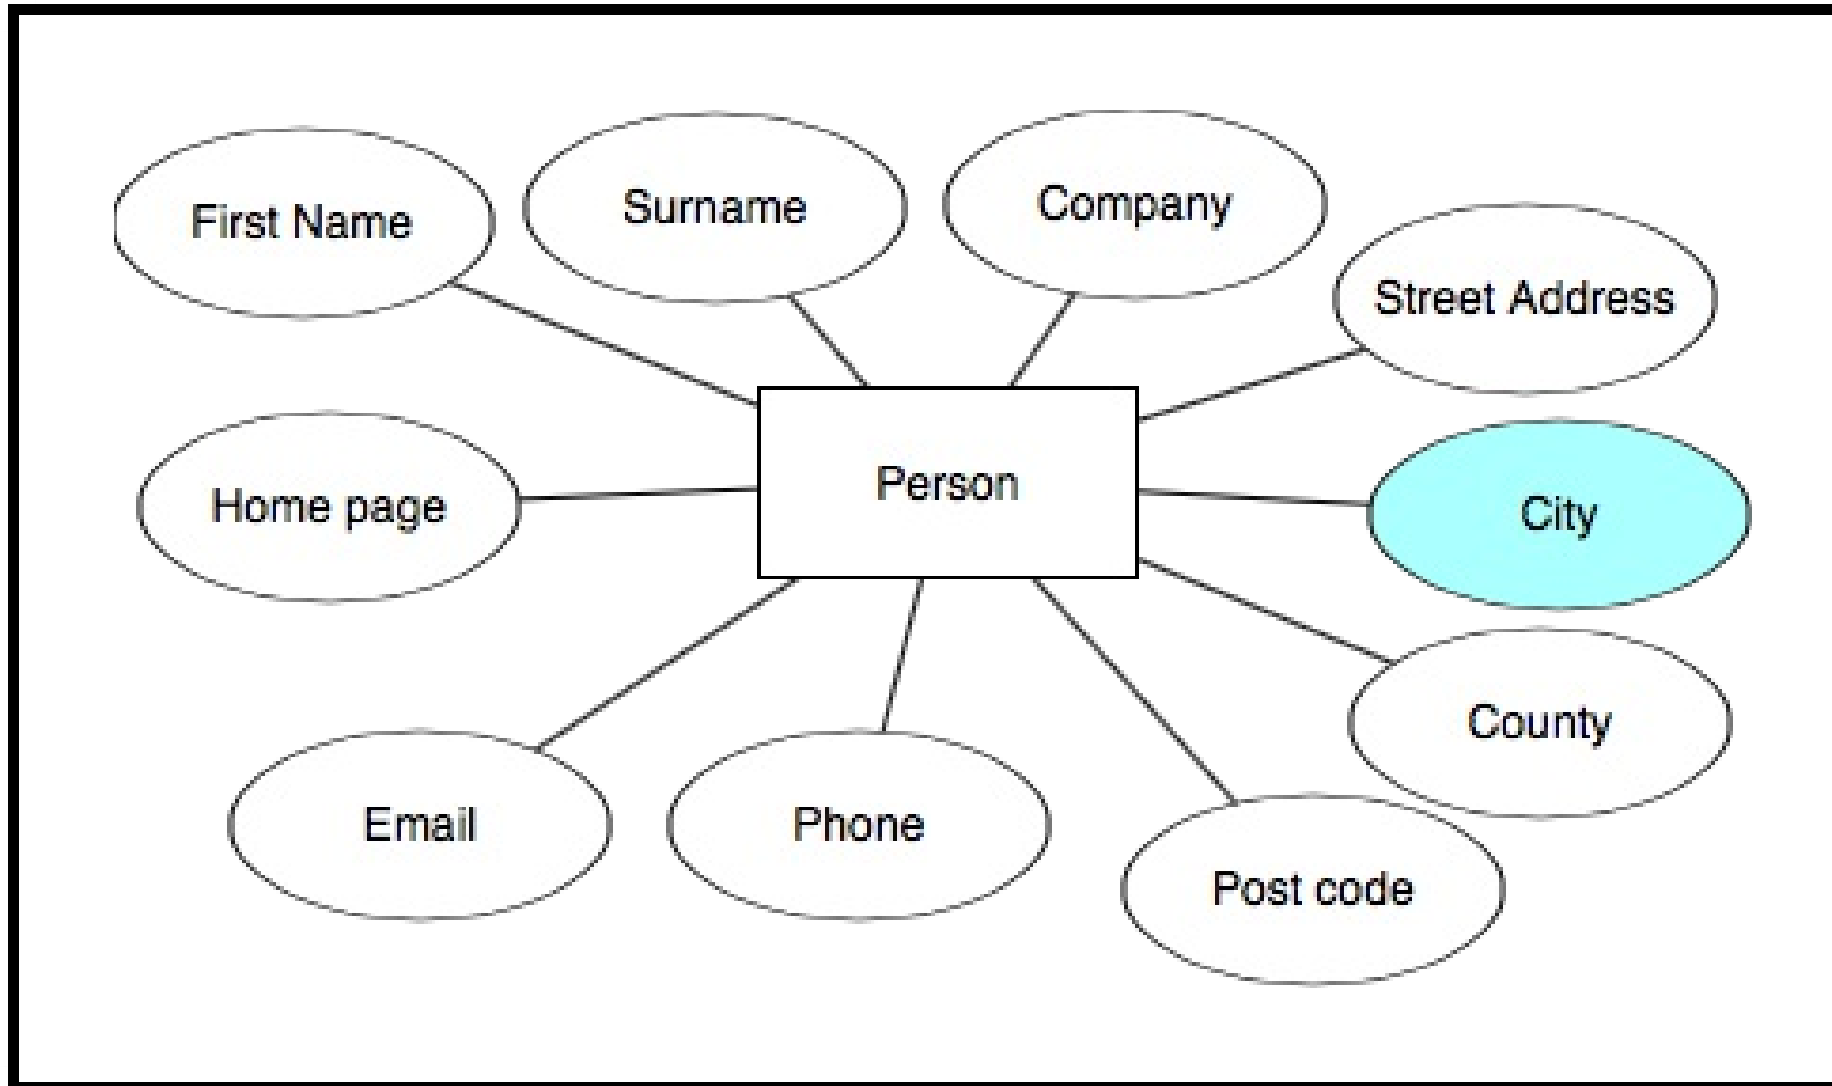 First Name
Surname
Company
Street Address
Person
Home page
City
County
Email
Phone
Post code